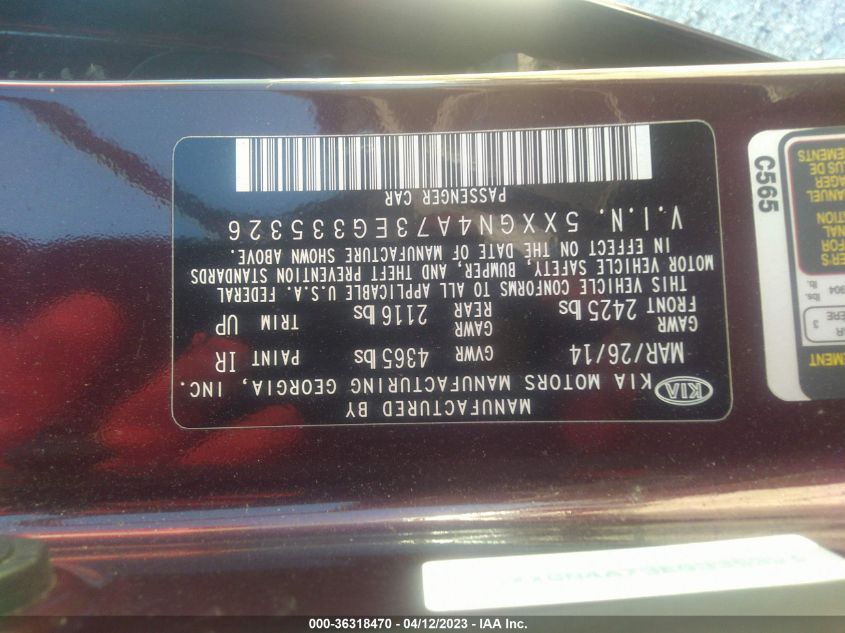 MANUFACTURED BY
KIA KIA MOTORS MANUFACTURING GEORGIA, INC.
MAR/26/14 GVWR 4365 lbs PAINT IR
GAWR FRONT 2425 lbs GAWR REAR 2116 lbs TRIM UP
THIS VEHICLE CONFORMS TO ALL APPLICABLE U.S.A. FEDERAL
MOTOR VEHICLE SAFETY, BUMPER, AND THEFT PREVENTION STANDARDS
IN EFFECT ON THE DATE OF MANUFACTURE SHOWN ABOVE.
V.I.N. 5XXGN4A73EG335326
PASSENGER CAR
C565
000-36318470 - 04/12/2023 - IAA Inc.